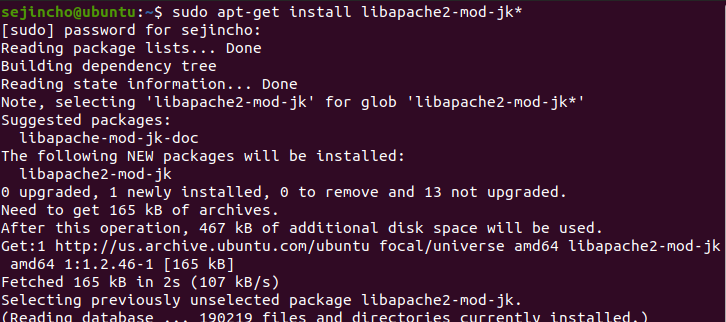 sejincho@ubuntu:~$ sudo apt-get install libapache2-mod-jk*
[sudo] password for sejincho:
Reading package lists... Done
Building dependency tree
Reading state information... Done
Note, selecting 'libapache2-mod-jk' for glob 'libapache2-mod-jk*'
Suggested packages:
  libapache-mod-jk-doc
The following NEW packages will be installed:
  libapache2-mod-jk
0 upgraded, 1 newly installed, 0 to remove and 13 not upgraded.
Need to get 165 kB of archives.
After this operation, 467 kB of additional disk space will be used.
Get:1 http://us.archive.ubuntu.com/ubuntu focal/universe amd64 libapache2-mod-jk
 amd64 1:1.2.46-1 [165 kB]
Fetched 165 kB in 2s (107 kB/s)
Selecting previously unselected package libapache2-mod-jk.
(Reading database ... 190219 files and directories currently installed.)